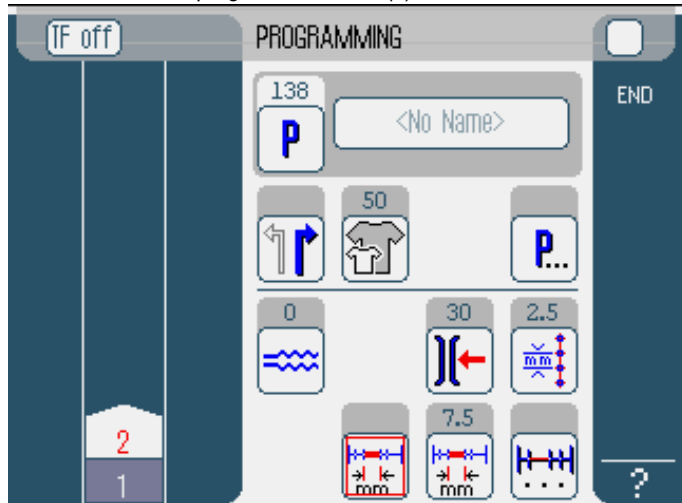 TF off PROGRAMMING
138 END
P <No Name>
50
P...
0 30 2.5
mm
7.5
2
mm mm ...
1 ?